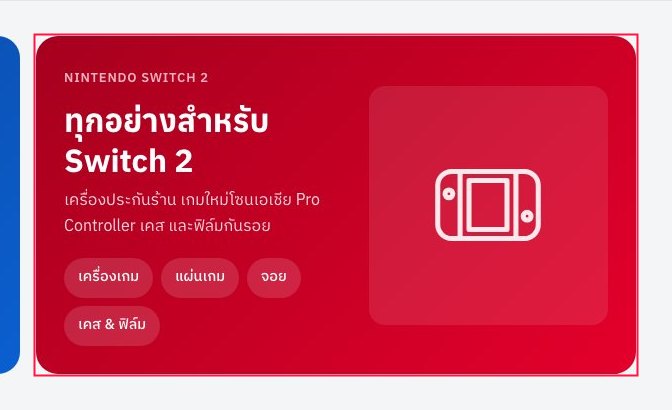 NINTENDO SWITCH 2
ทุกอย่างสำหรับ
Switch 2
เครื่องประกันร้าน เกมใหม่โซนเอเชีย Pro
Controller เคส และฟิล์มกันรอย
เครื่องเกม
แผ่นเกม
จอย
เคส & ฟิล์ม